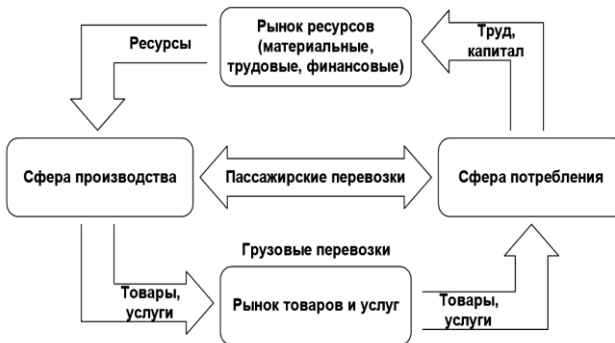 Рынок ресурсов
(материальные,
трудовые, финансовые)
Ресурсы
Труд,
капитал
Сфера производства
Пассажирские перевозки
Сфера потребления
Грузовые перевозки
Товары,
услуги
Рынок товаров и услуг
Товары,
услуги